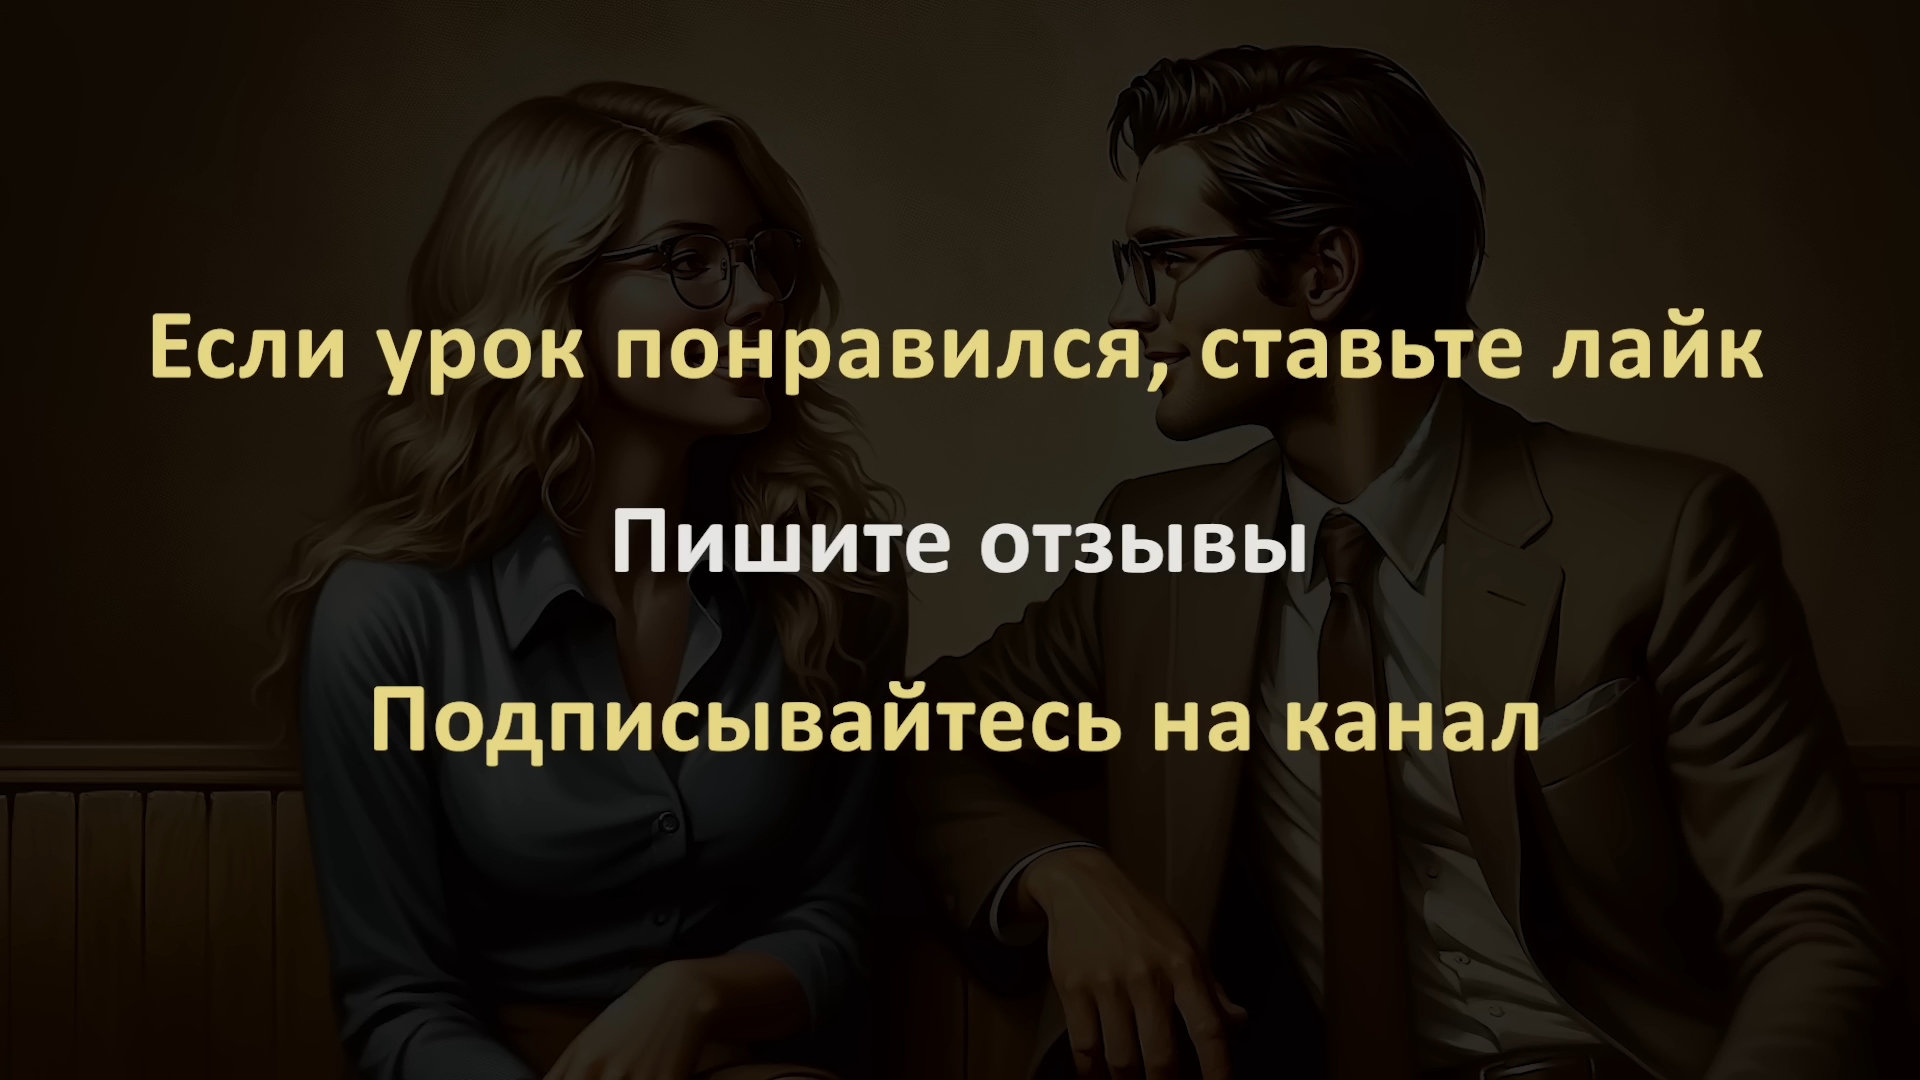 Если урок понравился, ставьте лайк
Пишите отзывы
Подписывайтесь на канал